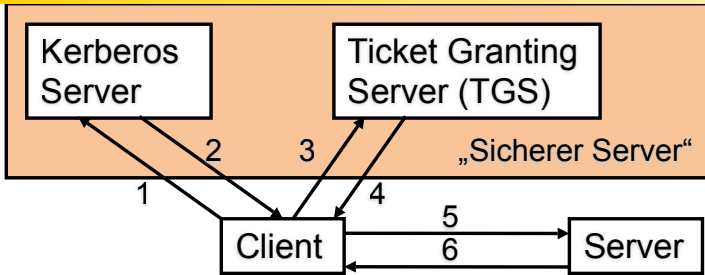 Kerberos
Server
Ticket Granting
Server (TGS)
„Sicherer Server“
2
3
1
4
5
6
Client
Server